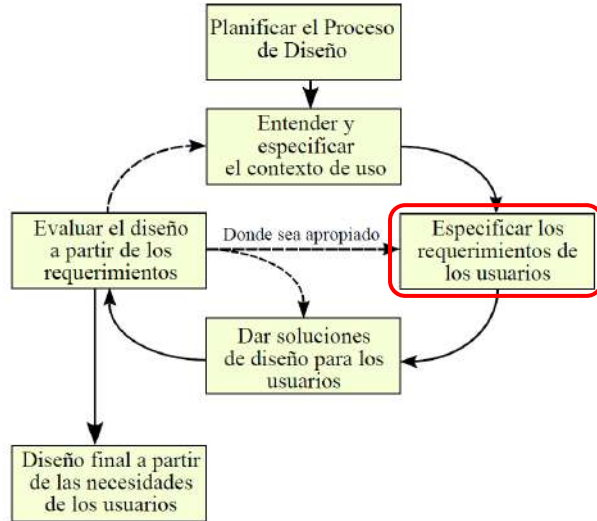 Planificar el Proceso
de Diseño
Entender y
especificar
el contexto de uso
Evaluar el diseño
a partir de los
requerimientos
Donde sea apropiado
Especificar los
requerimientos de
los usuarios
Dar soluciones
de diseño para los
usuarios
Diseño final a partir
de las necesidades
de los usuarios